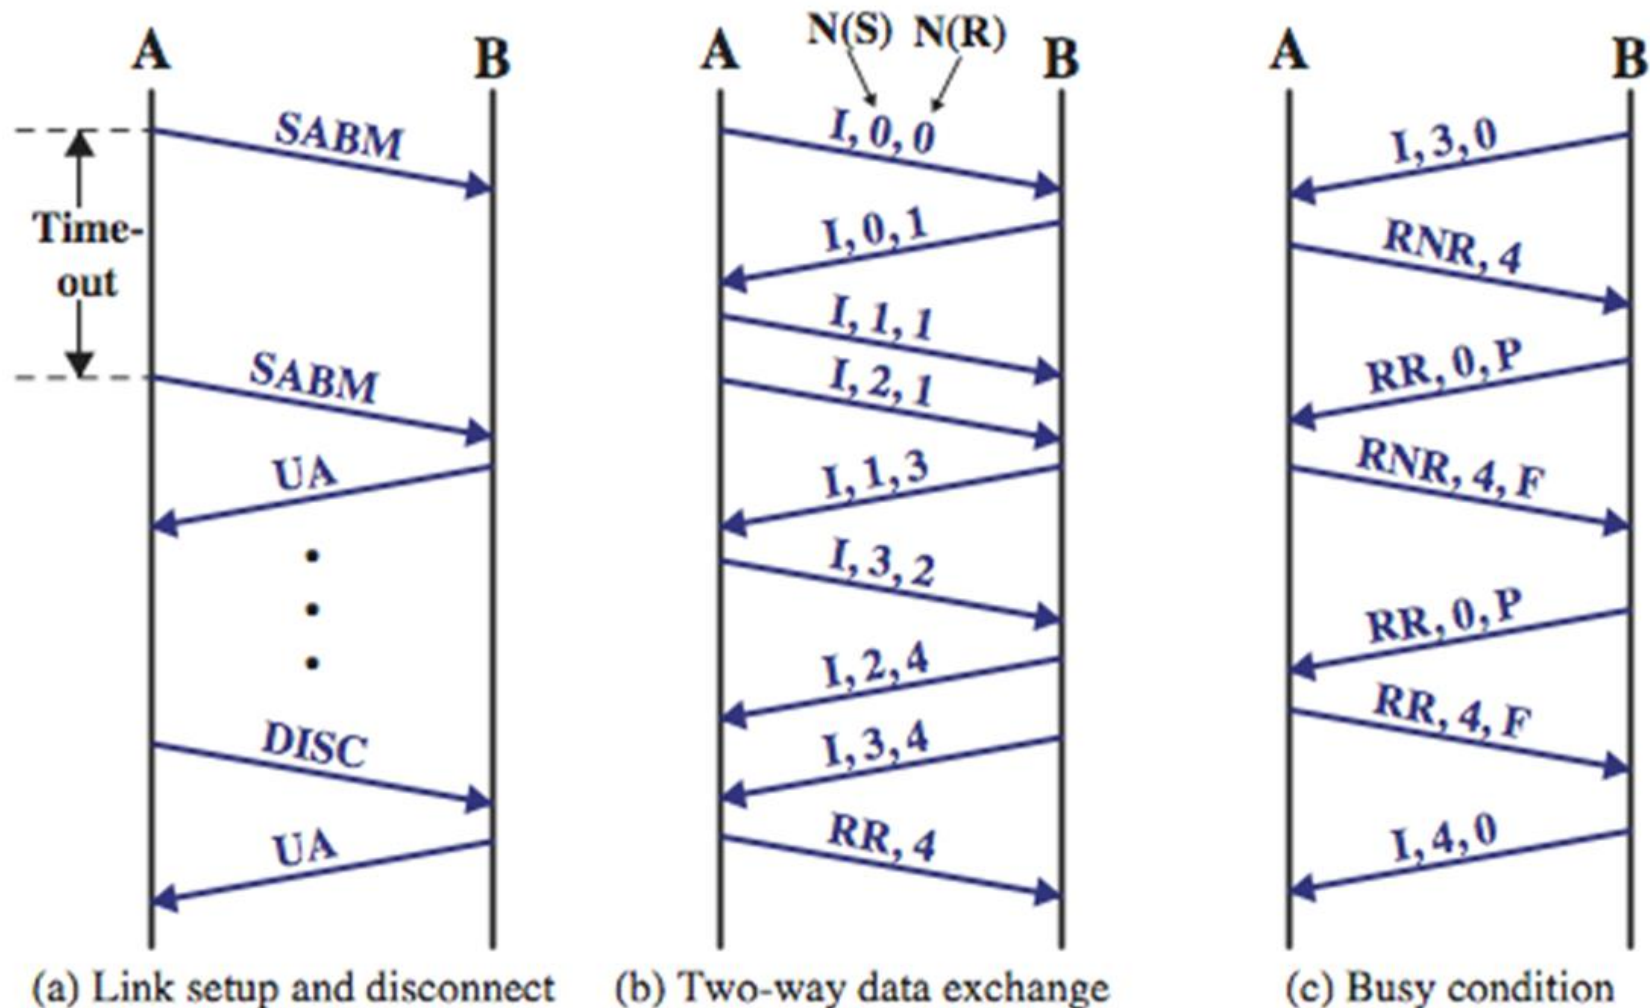 A
B
SABM
Time-
out
SABM
UA
DISC
UA
(a) Link setup and disconnect
N(S) N(R)
A
B
I, 0, 0
I, 0, 1
I, 1, 1
I, 2, 1
I, 1, 3
I, 3, 2
I, 2, 4
I, 3, 4
RR, 4
(b) Two-way data exchange
A
B
I, 3, 0
RNR, 4
RR, 0, P
RNR, 4, F
RR, 0, P
RR, 4, F
I, 4, 0
(c) Busy condition